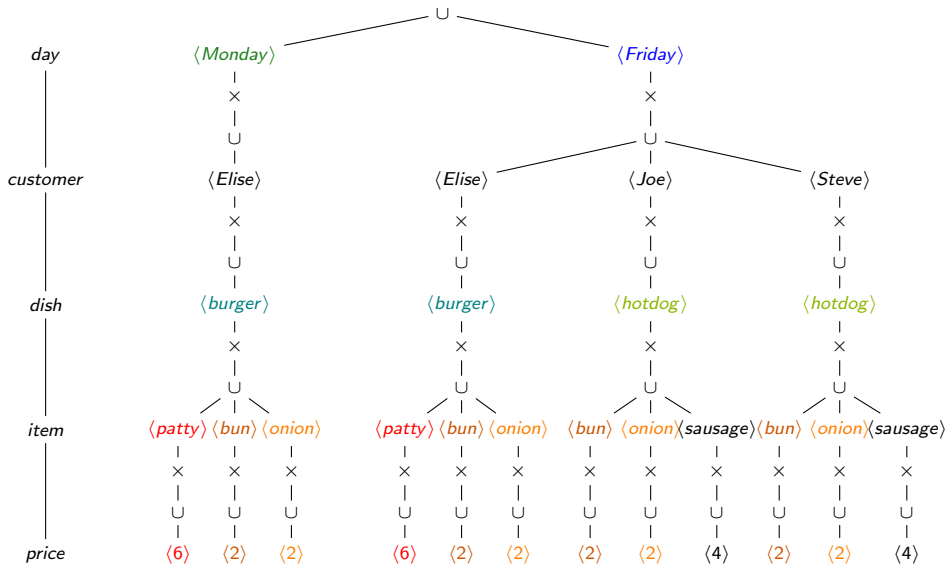 ∪
day ⟨Monday⟩ ⟨Friday⟩
× ×
∪ ∪
customer ⟨Elise⟩ ⟨Elise⟩ ⟨Joe⟩ ⟨Steve⟩
× × × ×
∪ ∪ ∪ ∪
dish ⟨burger⟩ ⟨burger⟩ ⟨hotdog⟩ ⟨hotdog⟩
× × × ×
∪ ∪ ∪ ∪
item ⟨patty⟩ ⟨bun⟩ ⟨onion⟩ ⟨patty⟩ ⟨bun⟩ ⟨onion⟩ ⟨bun⟩ ⟨onion⟩ ⟨sausage⟩ ⟨bun⟩ ⟨onion⟩ ⟨sausage⟩
× × × × × × × × × × × ×
∪ ∪ ∪ ∪ ∪ ∪ ∪ ∪ ∪ ∪ ∪ ∪
price ⟨6⟩ ⟨2⟩ ⟨2⟩ ⟨6⟩ ⟨2⟩ ⟨2⟩ ⟨2⟩ ⟨2⟩ ⟨4⟩ ⟨2⟩ ⟨2⟩ ⟨4⟩